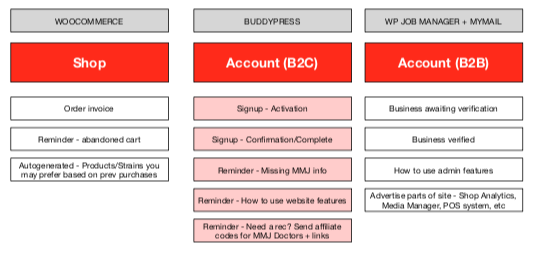 WOOCOMMERCE
Shop
Order invoice
Reminder - abandoned cart
Autogenerated - Products/Strains you
may prefer based on prev purchases
BUDDYPRESS
Account (B2C)
Signup - Activation
Signup - Confirmation/Complete
Reminder - Missing MMJ info
Reminder - How to use website features
Reminder - Need a rec? Send affiliate
codes for MMJ Doctors + links
WP JOB MANAGER + MYMAIL
Account (B2B)
Business awaiting verification
Business verified
How to use admin features
Advertise parts of site - Shop Analytics,
Media Manager, POS system, etc